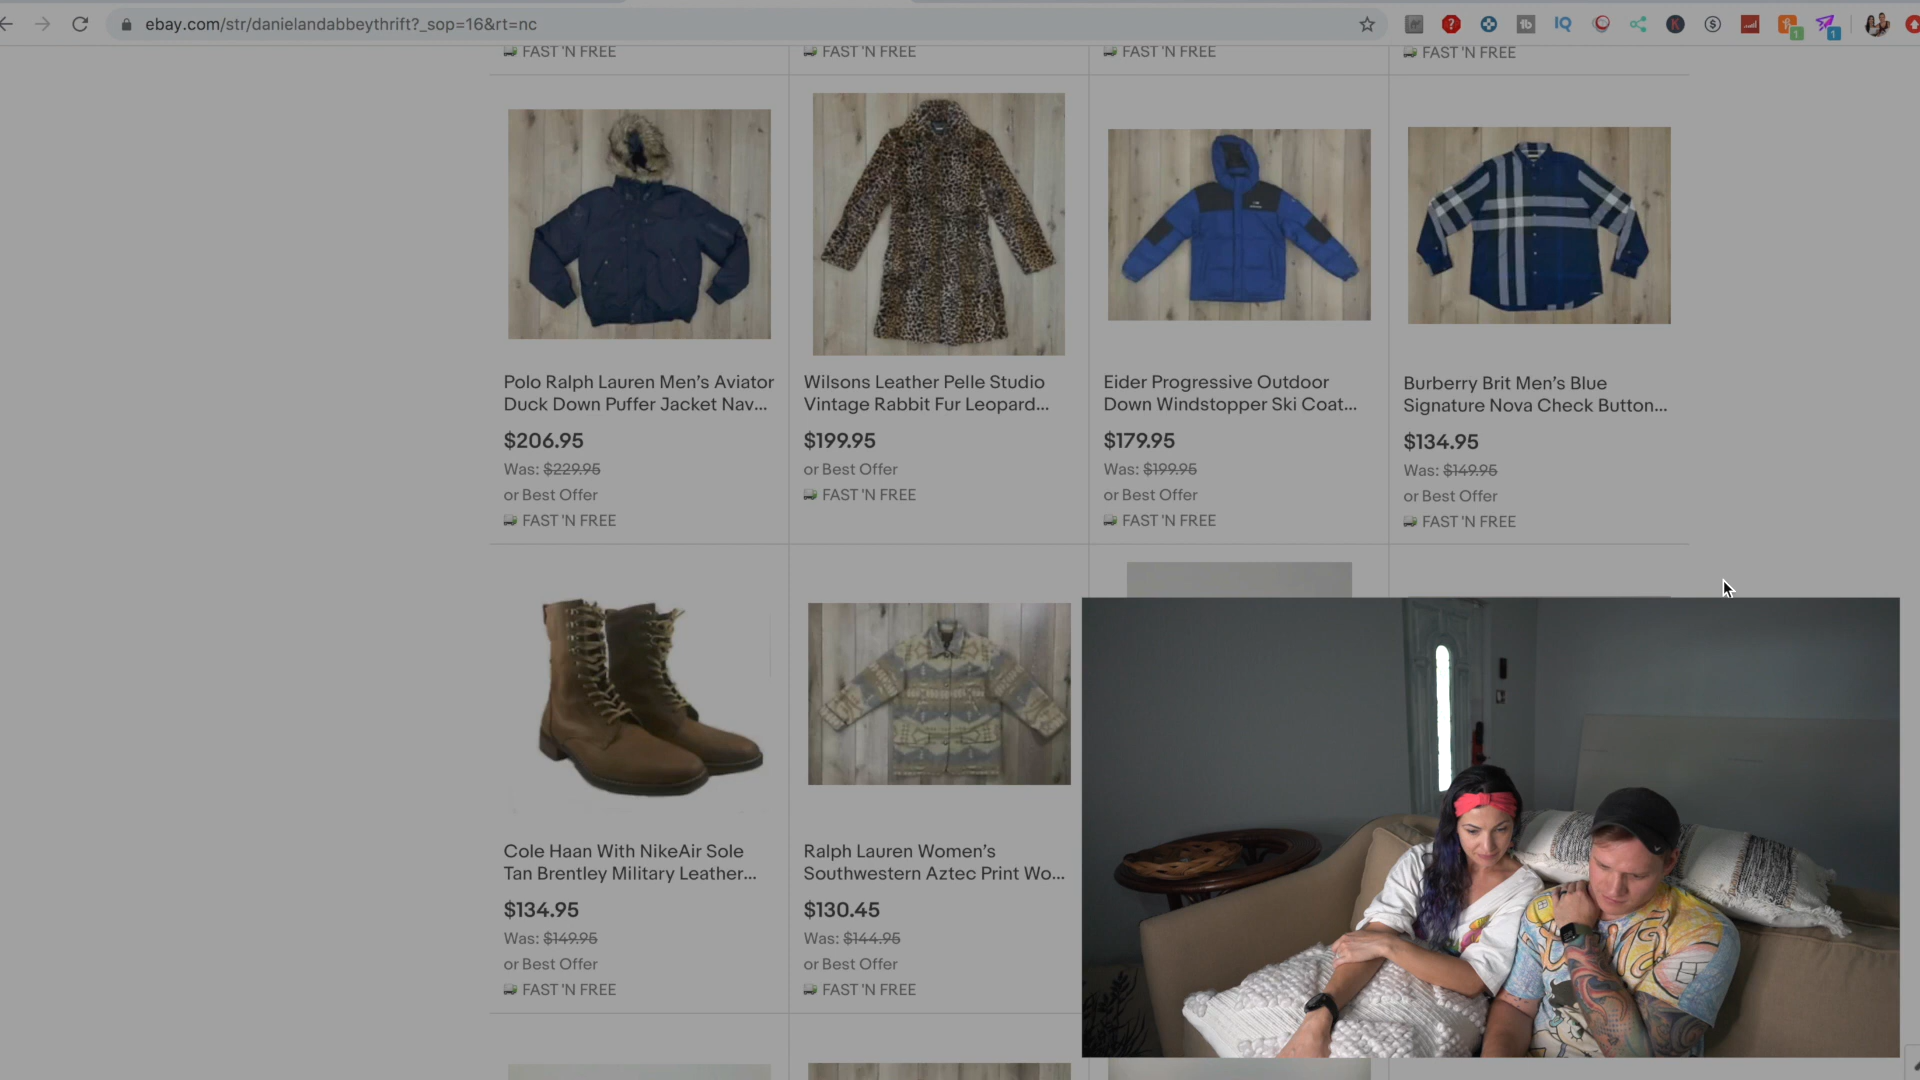 ebay.com/str/danielandabbeythrift?_sop=16&rt=nc
FAST 'N FREE
FAST 'N FREE
FAST 'N FREE
FAST 'N FREE
Polo Ralph Lauren Men's Aviator
Duck Down Puffer Jacket Nav...
$206.95
Was: $229.95
or Best Offer
FAST 'N FREE
Wilsons Leather Pelle Studio
Vintage Rabbit Fur Leopard...
$199.95
or Best Offer
FAST 'N FREE
Eider Progressive Outdoor
Down Windstopper Ski Coat...
$179.95
Was: $199.95
or Best Offer
FAST 'N FREE
Burberry Brit Men's Blue
Signature Nova Check Button...
$134.95
Was: $149.95
or Best Offer
FAST 'N FREE
Cole Haan With NikeAir Sole
Tan Brentley Military Leather...
$134.95
Was: $149.95
or Best Offer
FAST 'N FREE
Ralph Lauren Women's
Southwestern Aztec Print Wo...
$130.45
Was: $144.95
or Best Offer
FAST 'N FREE